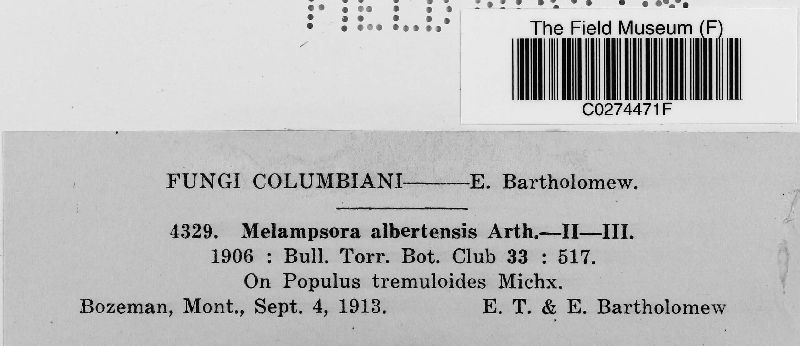 The Field Museum (F)
C0274471F
FUNGI COLUMBIANI——E. Bartholomew.
4329. Melampsora albertensis Arth.—II—III.
1906 : Bull. Torr. Bot. Club 33 : 517.
On Populus tremuloides Michx.
Bozeman, Mont., Sept. 4, 1913. E. T. & E. Bartholomew